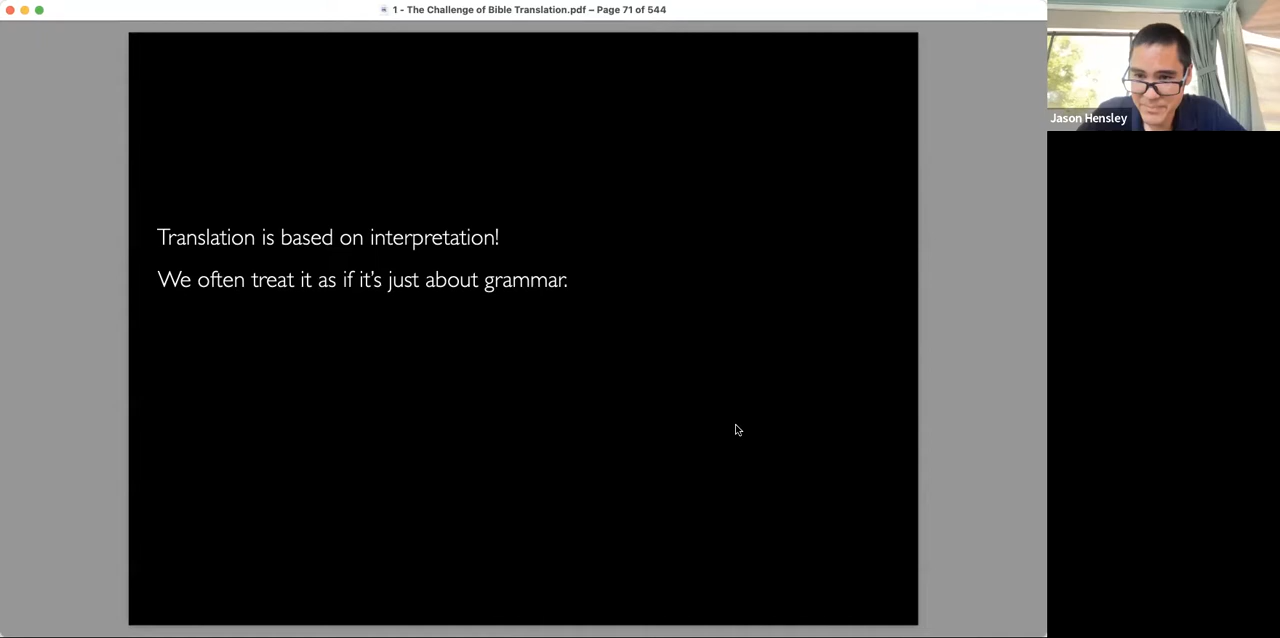 1 - The Challenge of Bible Translation.pdf – Page 71 of 544
Jason Hensley
Translation is based on interpretation!
We often treat it as if it's just about grammar.